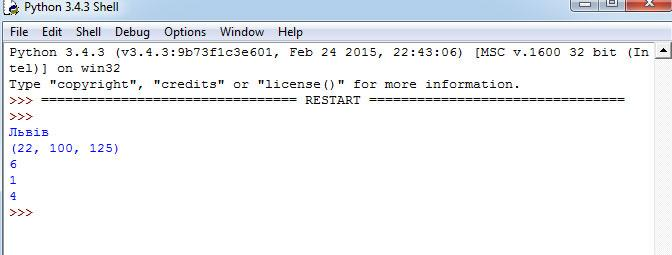 Python 3.4.3 Shell
File Edit Shell Debug Options Window Help
Python 3.4.3 (v3.4.3:9b73f1c3e601, Feb 24 2015, 22:43:06) [MSC v.1600 32 bit (In
tel)] on win32
Type "copyright", "credits" or "license()" for more information.
>>> ================================ RESTART ================================
>>>
Львів
(22, 100, 125)
6
1
4
>>>